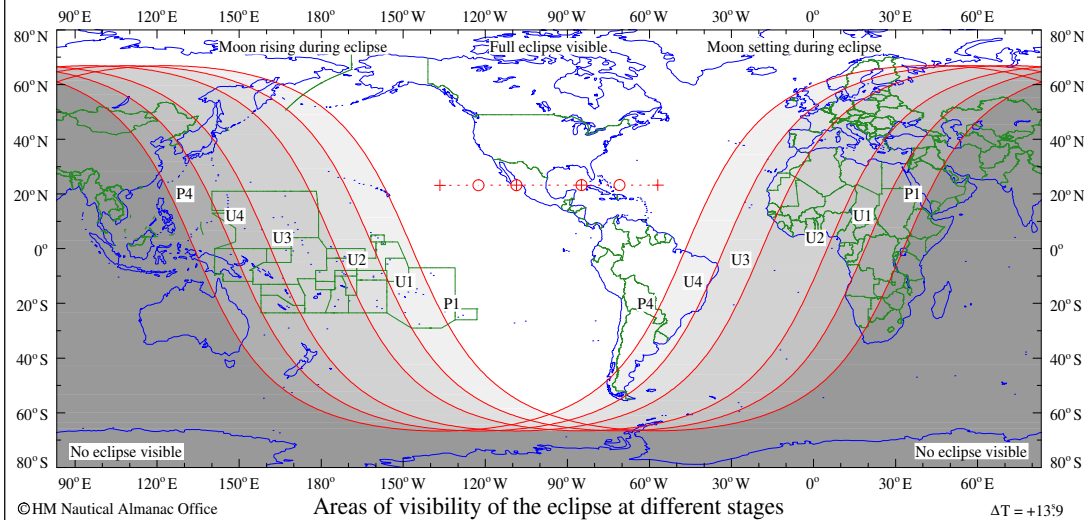 90°E 120°E 150°E 180° 150°W 120°W 90°W 60°W 30°W 0° 30°E 60°E
80°N 80°N
Moon rising during eclipse Full eclipse visible Moon setting during eclipse
60°N 60°N
40°N 40°N
20°N P4 P1 20°N
U4 U1
U3 U2
0° 0°
U2 U3
U1 U4
20°S P1 P4 20°S
40°S 40°S
60°S 60°S
No eclipse visible No eclipse visible
80°S 80°S
90°E 120°E 150°E 180° 150°W 120°W 90°W 60°W 30°W 0° 30°E 60°E
©HM Nautical Almanac Office Areas of visibility of the eclipse at different stages ΔT = +13ˢ.9